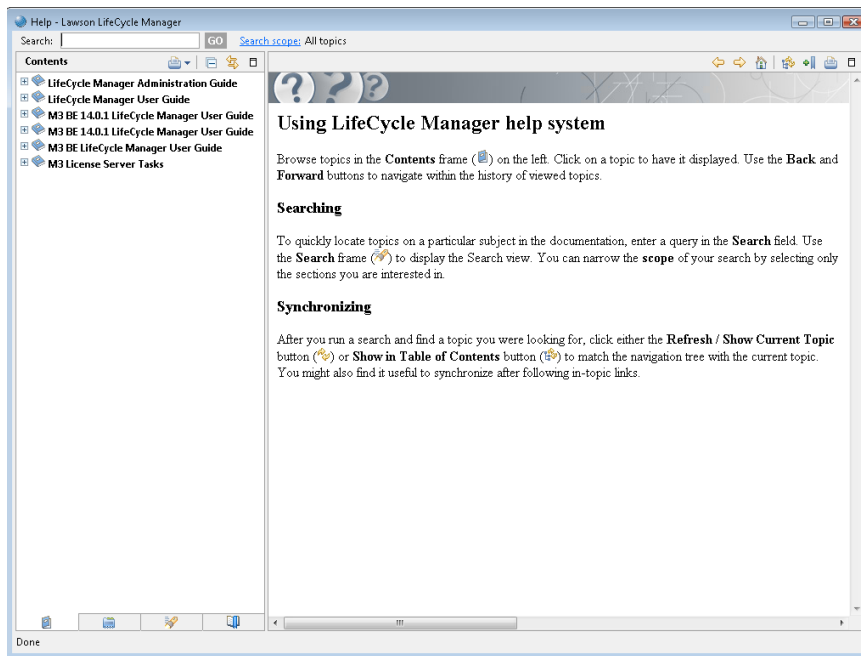 Help - Lawson LifeCycle Manager
Search: GO Search scope: All topics
Contents
LifeCycle Manager Administration Guide
LifeCycle Manager User Guide
M3 BE 14.0.1 LifeCycle Manager User Guide
M3 BE 14.0.1 LifeCycle Manager User Guide
M3 BE LifeCycle Manager User Guide
M3 License Server Tasks
Using LifeCycle Manager help system
Browse topics in the Contents frame () on the left. Click on a topic to have it displayed. Use the Back and
Forward buttons to navigate within the history of viewed topics.
Searching
To quickly locate topics on a particular subject in the documentation, enter a query in the Search field. Use
the Search frame () to display the Search view. You can narrow the scope of your search by selecting only
the sections you are interested in.
Synchronizing
After you run a search and find a topic you were looking for, click either the Refresh / Show Current Topic
button () or Show in Table of Contents button () to match the navigation tree with the current topic.
You might also find it useful to synchronize after following in-topic links.
Done